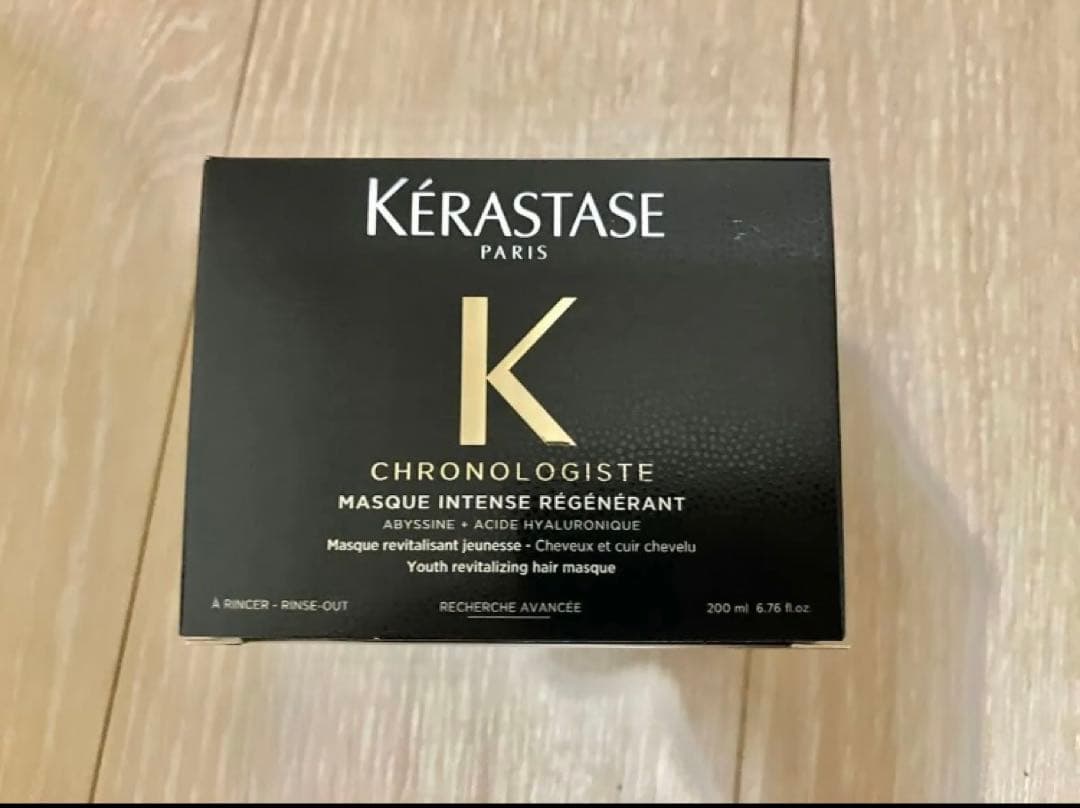 KÉRASTASE
PARIS
K
CHRONOLOGISTE
MASQUE INTENSE RÉGÉNÉRANT
ABYSSINE + ACIDE HYALURONIQUE
Masque revitalisant jeunesse - Cheveux et cuir chevelu
Youth revitalizing hair masque
À RINCER - RINSE-OUT RECHERCHE AVANCÉE 200 ml 6.76 fl.oz.